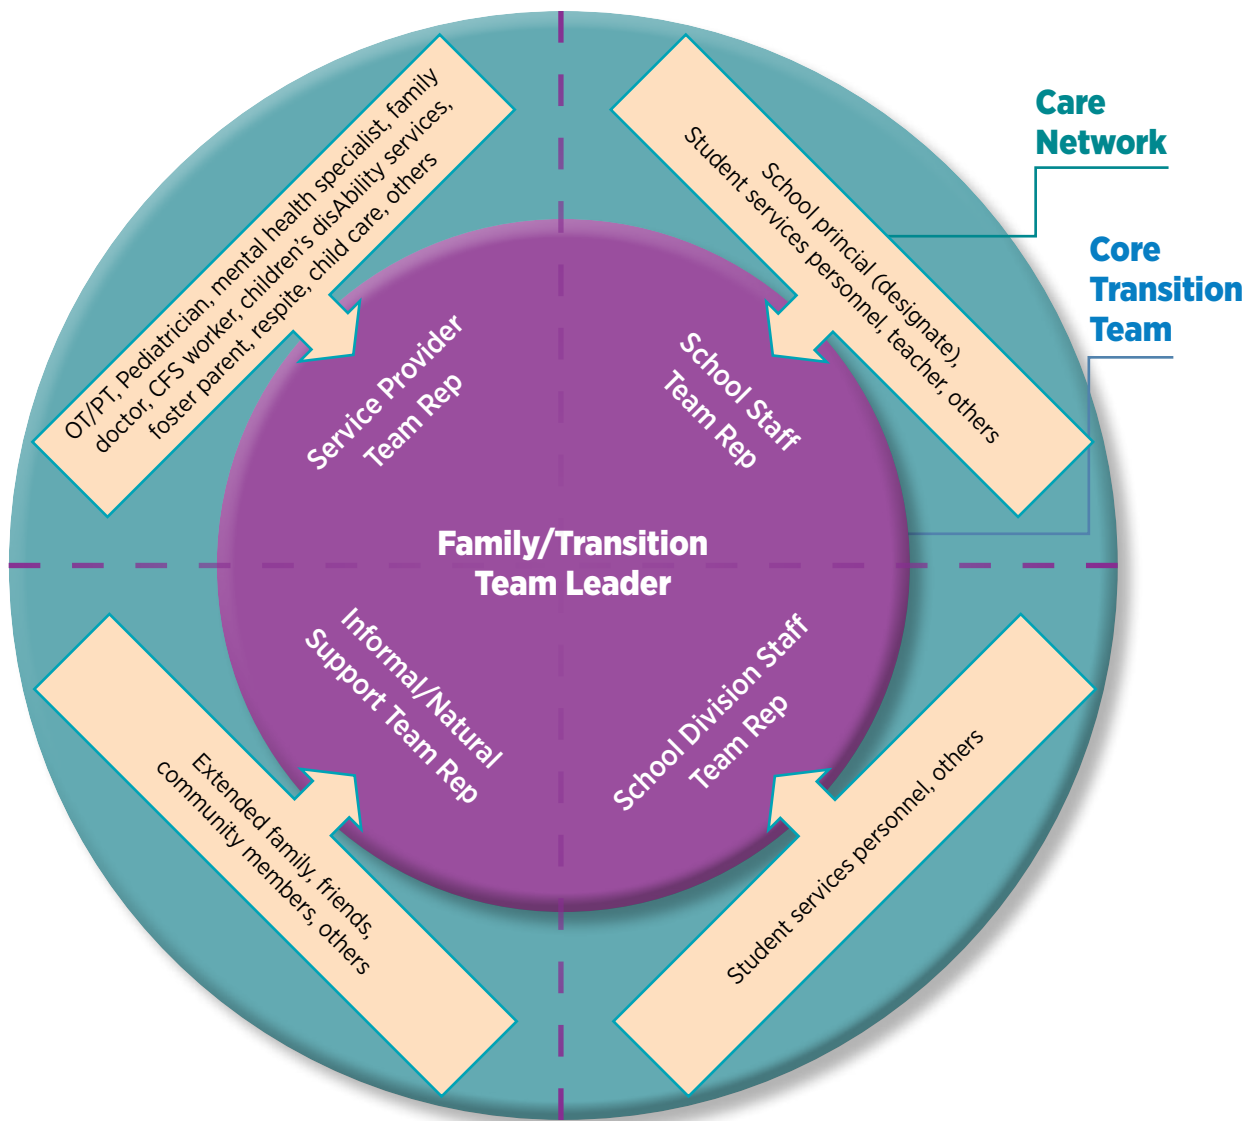 OT/PT, Pediatrician, mental health specialist, family
doctor, CFS worker, children's disAbility services,
foster parent, respite, child care, others
School princial (designate),
Student services personnel, teacher, others
Care
Network
Core
Transition
Team
Service Provider
Team Rep
School Staff
Team Rep
Family/Transition
Team Leader
Informal/Natural
Support Team Rep
School Division Staff
Team Rep
Extended family, friends,
community members, others
Student services personnel, others